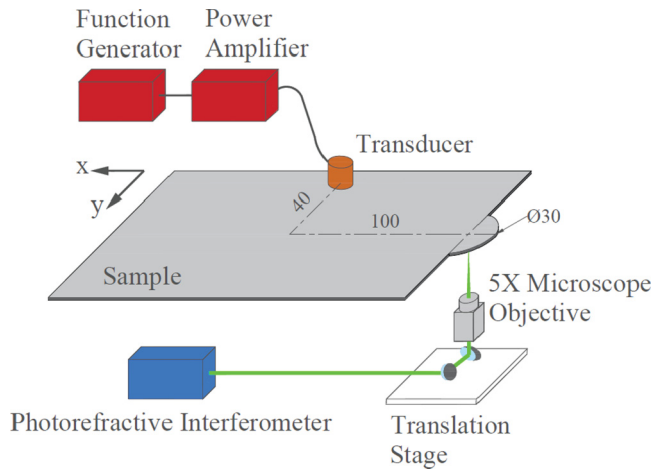 Function
Generator
Power
Amplifier
Transducer
x
y
40
100
Ø30
Sample
5X Microscope
Objective
Photorefractive Interferometer
Translation
Stage